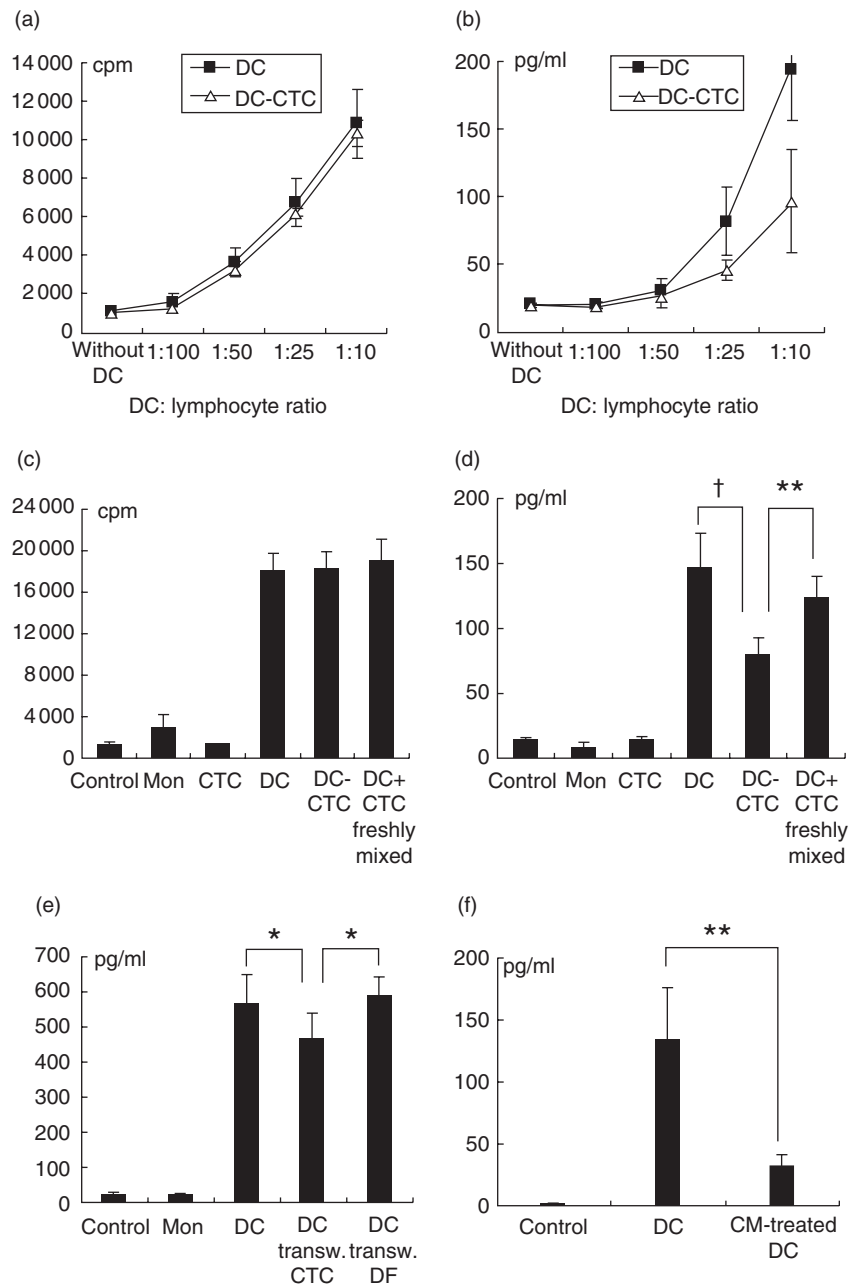 (a)
cpm
DC
DC-CTC
14 000
12 000
10 000
8 000
6 000
4 000
2 000
0
Without DC
1:100
1:50
1:25
1:10
DC: lymphocyte ratio
(b)
pg/ml
DC
DC-CTC
200
150
100
50
0
Without DC
1:100
1:50
1:25
1:10
DC: lymphocyte ratio
(c)
cpm
24 000
20 000
16 000
12 000
8 000
4 000
0
Control
Mon
CTC
DC
DC-
CTC
DC+
CTC
freshly
mixed
(d)
pg/ml
† **
200
150
100
50
0
Control
Mon
CTC
DC
DC-
CTC
DC+
CTC
freshly
mixed
(e)
pg/ml
* *
700
600
500
400
300
200
100
0
Control
Mon
DC
DC
transw.
CTC
DC
transw.
DF
(f)
pg/ml
**
200
150
100
50
0
Control
DC
CM-treated
DC